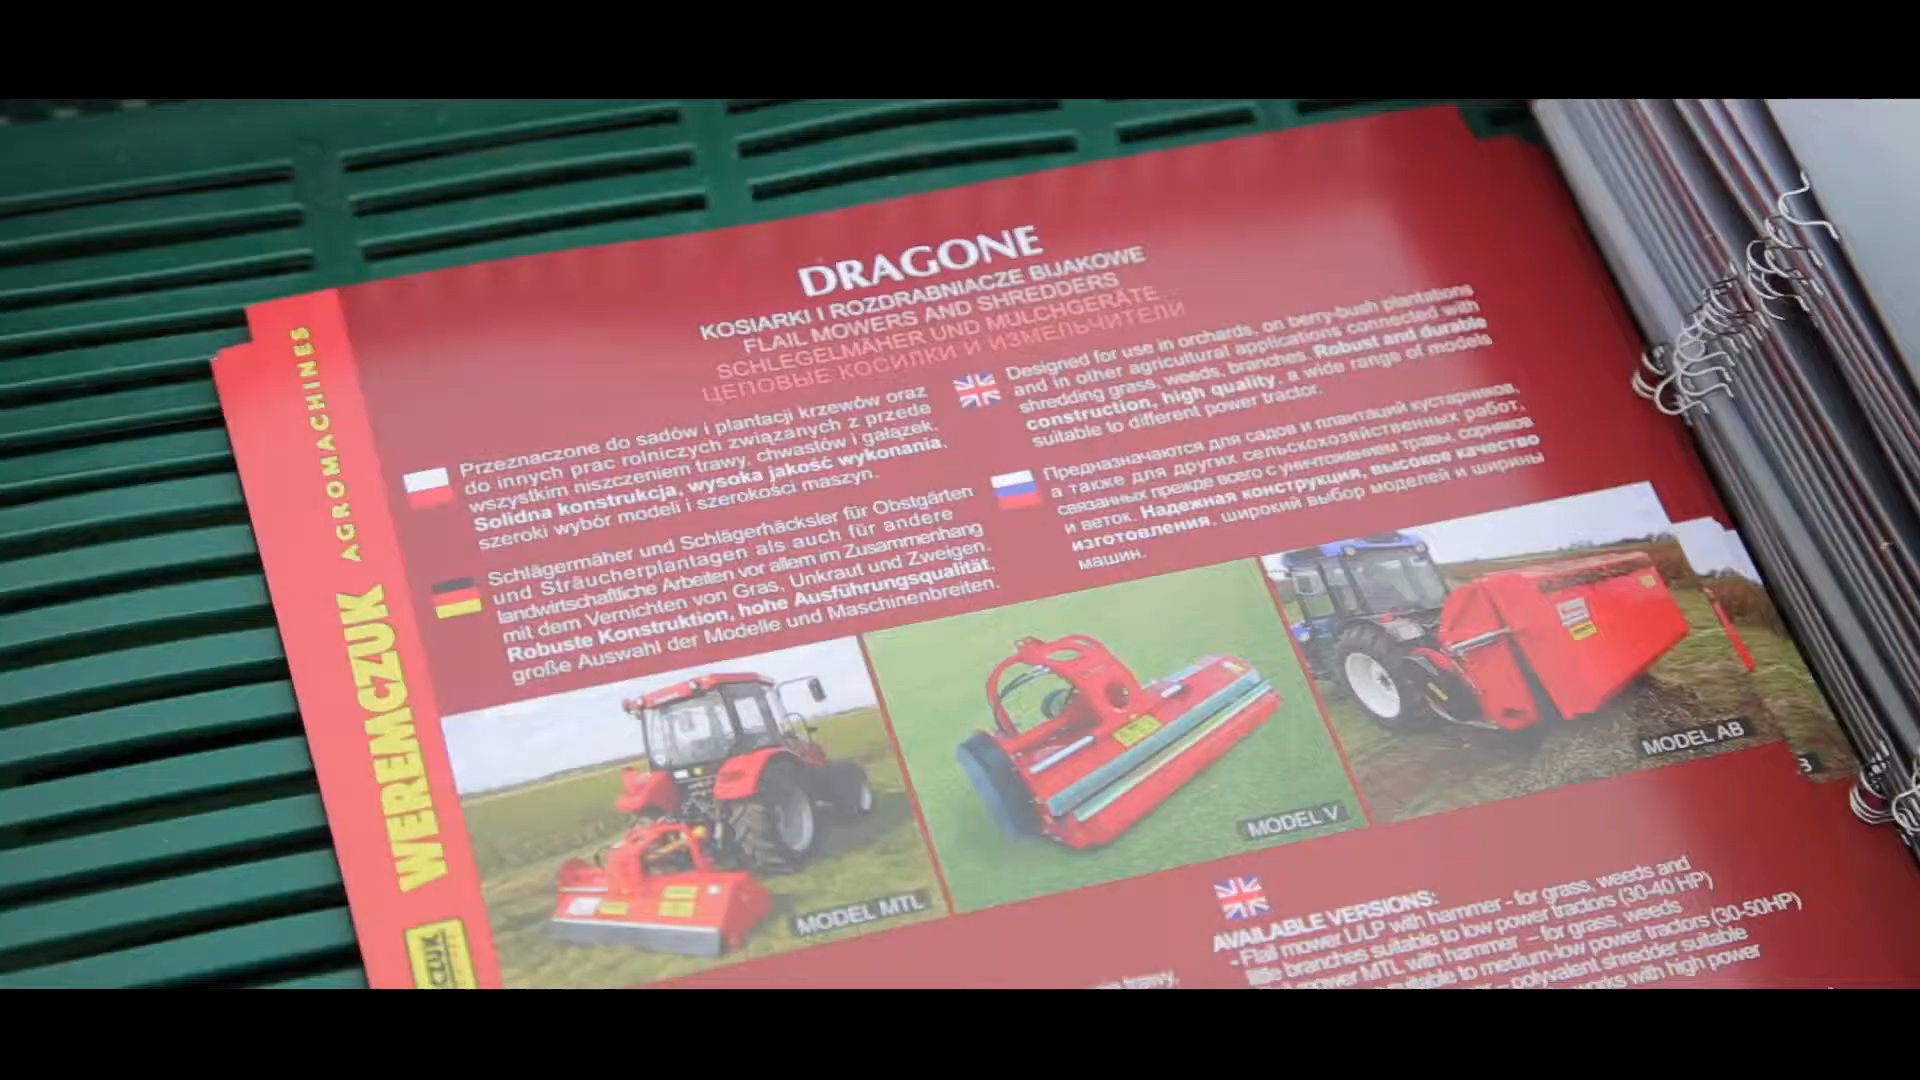 DRAGONE
KOSIARKI I ROZDRABNIACZE BIJAKOWE
FLAIL MOWERS AND SHREDDERS
SCHLEGELMÄHER UND MULCHGERÄTE
ЦЕПОВЫЕ КОСИЛКИ И ИЗМЕЛЬЧИТЕЛИ
WEREMCZUK AGROMACHINES
Przeznaczone do sadów i plantacji krzewów oraz
do innych prac rolniczych związanych z przede
wszystkim niszczeniem trawy, chwastów i gałązek.
Solidna konstrukcja, wysoka jakość wykonania,
szeroki wybór modeli i szerokości maszyn.
Schlägermäher und Schlägerhäcksler für Obstgärten
und Sträucherplantagen als auch für andere
landwirtschaftliche Arbeiten vor allem im Zusammenhang
mit dem Vernichten von Gras, Unkraut und Zweigen.
Robuste Konstruktion, hohe Ausführungsqualität,
große Auswahl der Modelle und Maschinenbreiten.
Designed for use in orchards, on berry-bush plantations
and in other agricultural applications connected with
shredding grass, weeds, branches. Robust and durable
construction, high quality, a wide range of models
suitable to different power tractor.
Предназначаются для садов и плантаций кустарников,
а также для других сельскохозяйственных работ,
связанных прежде всего с уничтожением травы, сорняков
и веток. Надежная конструкция, высокое качество
изготовления, широкий выбор моделей и ширины
машин.
MODEL MTL
MODEL V
MODEL AB
CZUK
trawy,
AVAILABLE VERSIONS:
- Flail mower L/LP with hammer - for grass, weeds and
little branches suitable to low power tractors (30-40 HP)
mower MTL with hammer – for grass, weeds
suitable to medium-low power tractors (30-50HP)
– polyvalent shredder suitable
works with high power